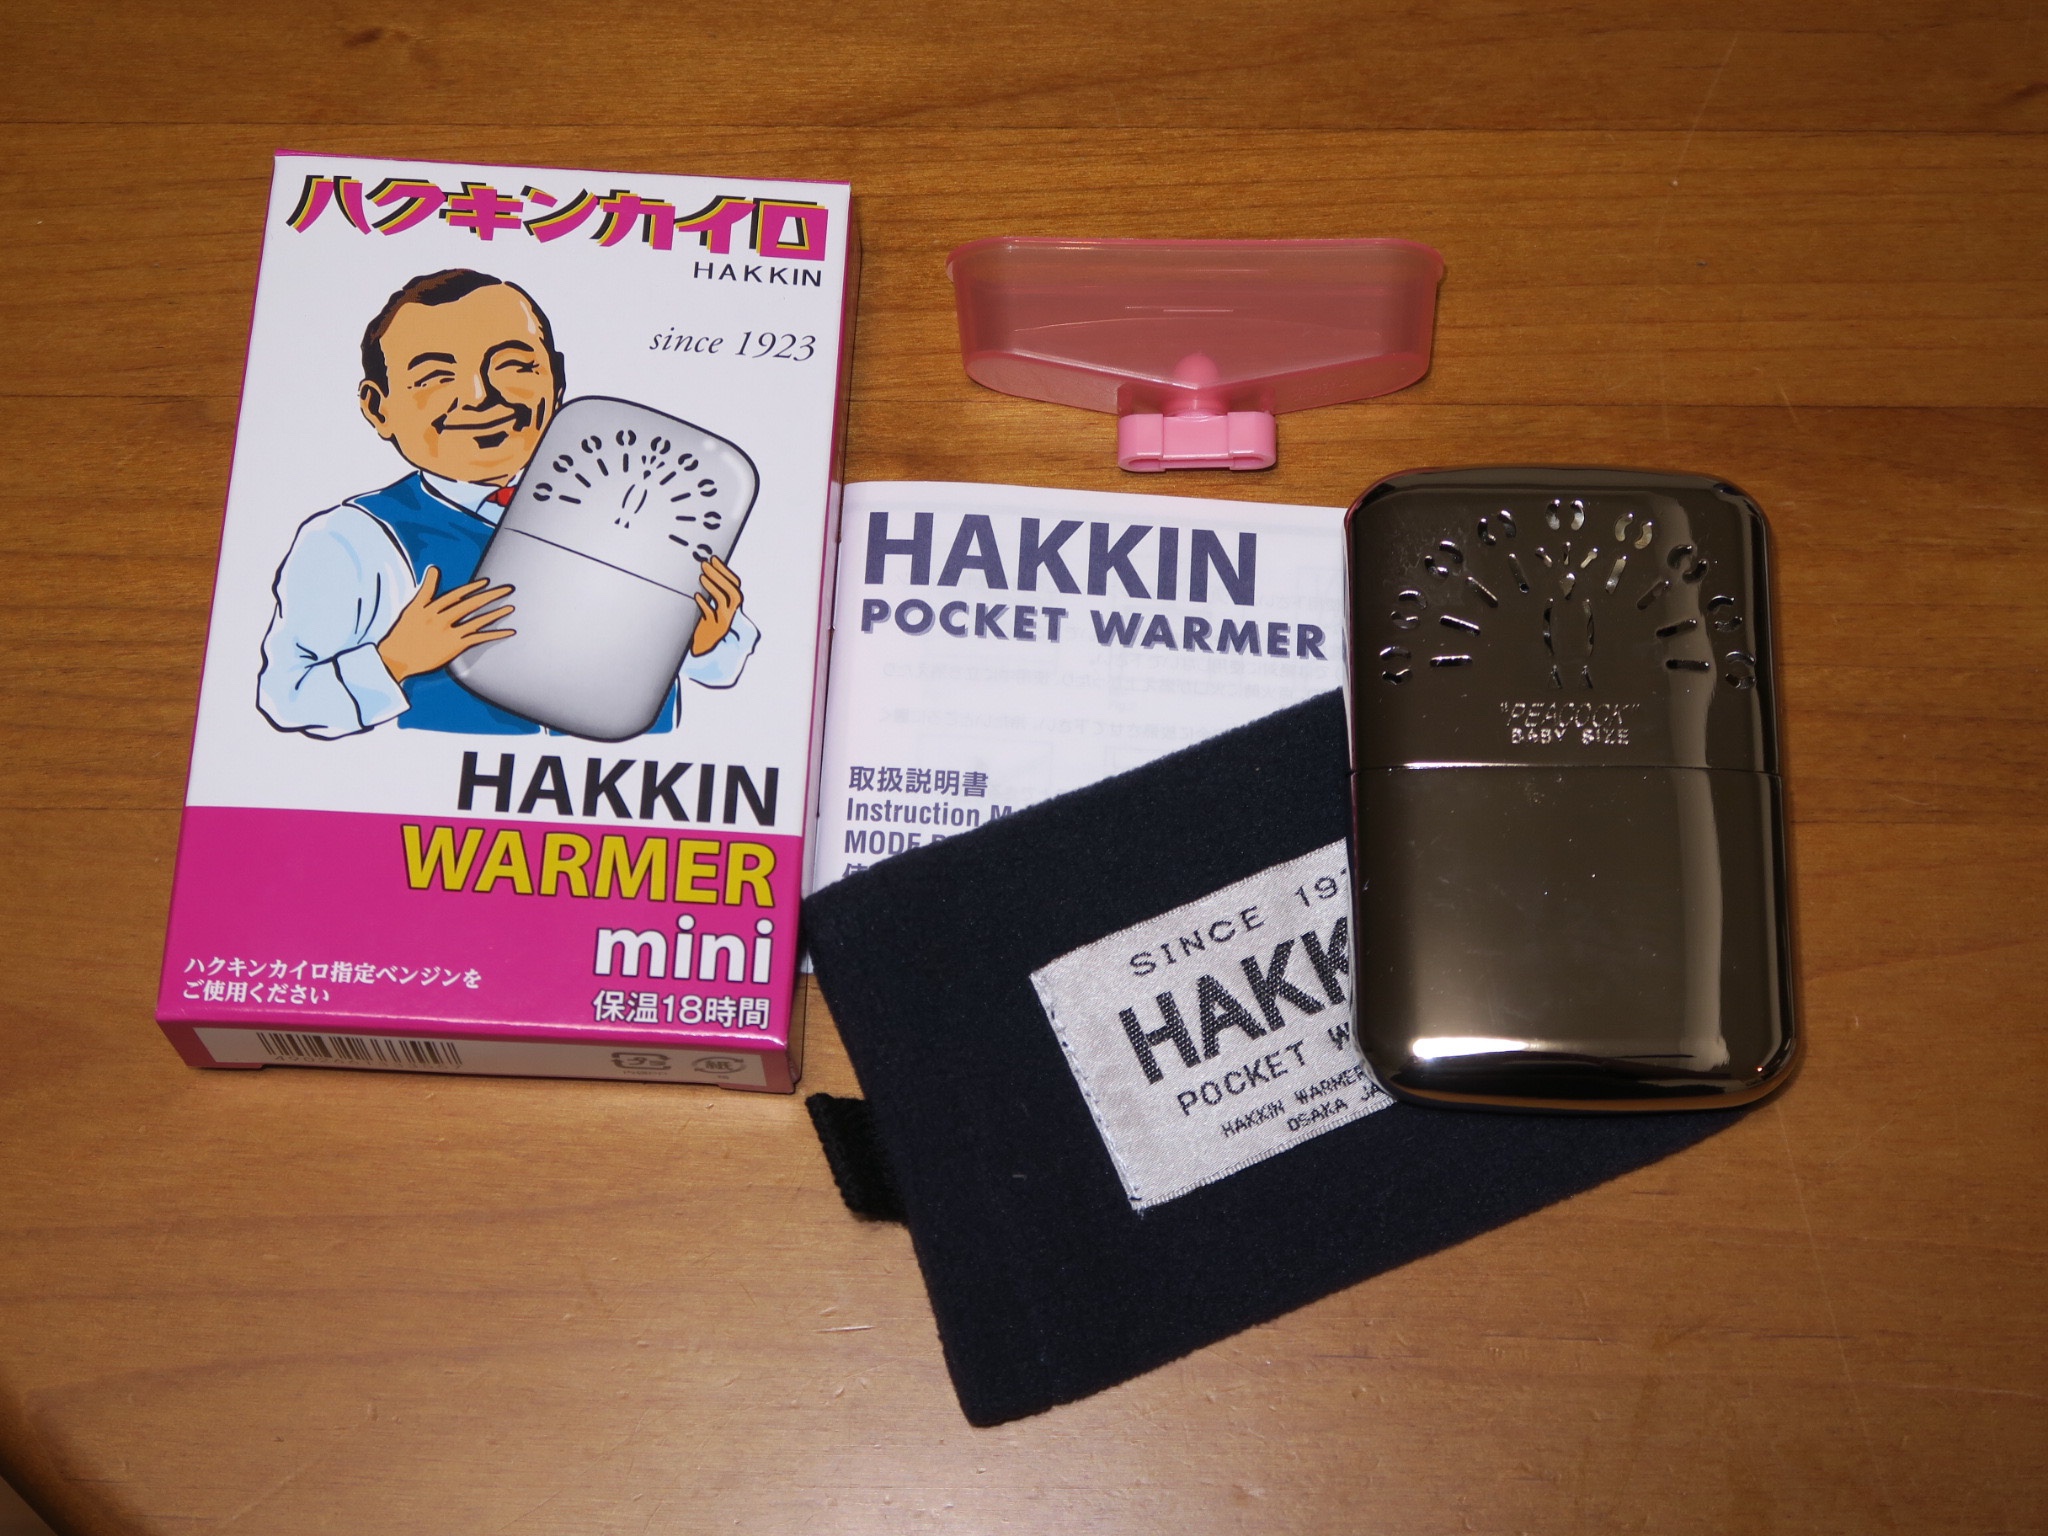 ハクキンカイロ
HAKKIN
since 1923
HAKKIN
WARMER
mini
ハクキンカイロ指定ベンジンを
ご使用ください
保温18時間
紙
HAKKIN
POCKET WARMER
取扱説明書
Instruction
MODE
SINCE
HAKK
POCKET
HAKKIN WARMER
OSAKA
"PEACOCK"
BABY SIZE